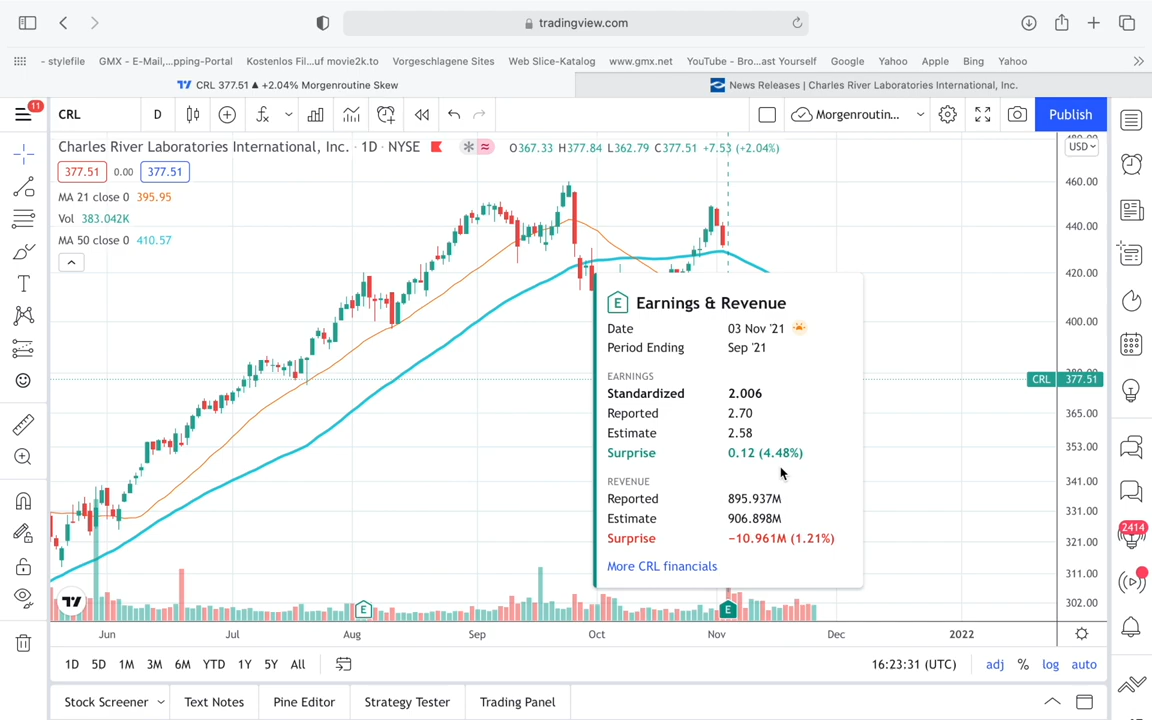 tradingview.com
- stylefile GMX - E-Mail,...pping-Portal Kostenlos Fil...uf movie2k.to Vorgeschlagene Sites Web Slice-Katalog www.gmx.net YouTube - Bro...ast Yourself Google Yahoo Apple Bing Yahoo
CRL 377.51 ▲ +2.04% Morgenroutine Skew
News Releases | Charles River Laboratories International, Inc.
11
CRL D Morgenroutin... Publish
Charles River Laboratories International, Inc. · 1D · NYSE O367.33 H377.84 L362.79 C377.51 +7.53 (+2.04%)
USD
377.51 0.00 377.51
MA 21 close 0 395.95
Vol 383.042K
MA 50 close 0 410.57
460.00
440.00
420.00
400.00
CRL 377.51
365.00
353.00
341.00
331.00
321.00
311.00
302.00
E Earnings & Revenue
Date 03 Nov '21
Period Ending Sep '21
EARNINGS
Standardized 2.006
Reported 2.70
Estimate 2.58
Surprise 0.12 (4.48%)
REVENUE
Reported 895.937M
Estimate 906.898M
Surprise −10.961M (1.21%)
More CRL financials
2414
E E
Jun Jul Aug Sep Oct Nov Dec 2022
1D 5D 1M 3M 6M YTD 1Y 5Y All 16:23:31 (UTC) adj % log auto
Stock Screener Text Notes Pine Editor Strategy Tester Trading Panel